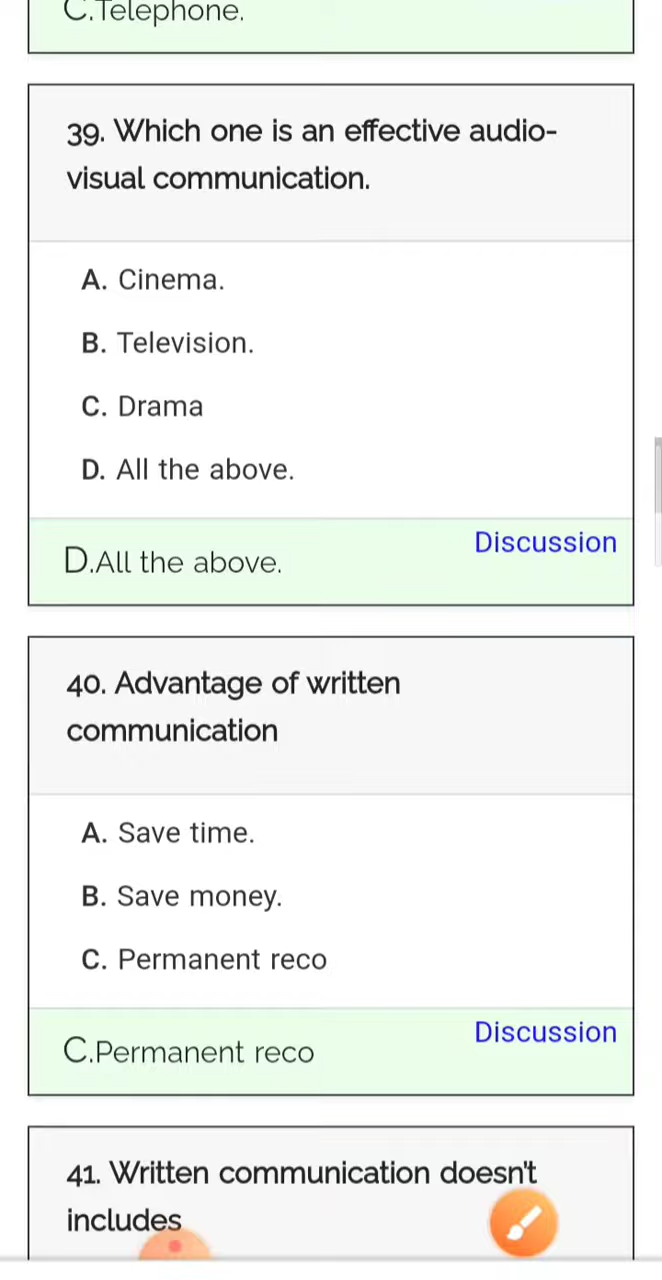 C.Telephone.
39. Which one is an effective audio-
visual communication.
A. Cinema.
B. Television.
C. Drama
D. All the above.
Discussion
D.All the above.
40. Advantage of written
communication
A. Save time.
B. Save money.
C. Permanent reco
Discussion
C.Permanent reco
41. Written communication doesn't
includes